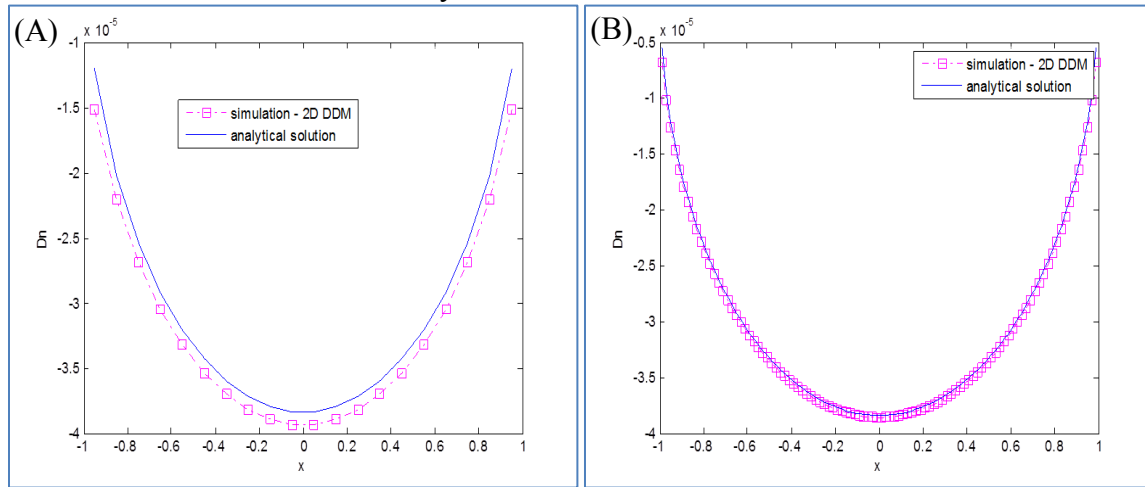 (A)
x 10^-5
-1
-1.5
-2
-2.5
-3
-3.5
-4
Dn
simulation - 2D DDM
analytical solution
-1 -0.8 -0.6 -0.4 -0.2 0 0.2 0.4 0.6 0.8 1
x
(B)
x 10^-5
-0.5
-1
-1.5
-2
-2.5
-3
-3.5
-4
Dn
simulation - 2D DDM
analytical solution
-1 -0.8 -0.6 -0.4 -0.2 0 0.2 0.4 0.6 0.8 1
x